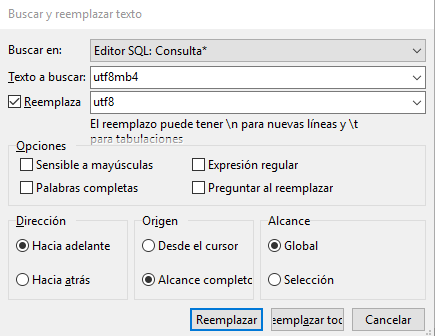 Buscar y reemplazar texto
Buscar en: Editor SQL: Consulta*
Texto a buscar: utf8mb4
Reemplaza utf8
El reemplazo puede tener \n para nuevas líneas y \t
para tabulaciones
Opciones
Sensible a mayúsculas Expresión regular
Palabras completas Preguntar al reemplazar
Dirección Origen Alcance
Hacia adelante Desde el cursor Global
Hacia atrás Alcance completo Selección
Reemplazar eemplazar too Cancelar